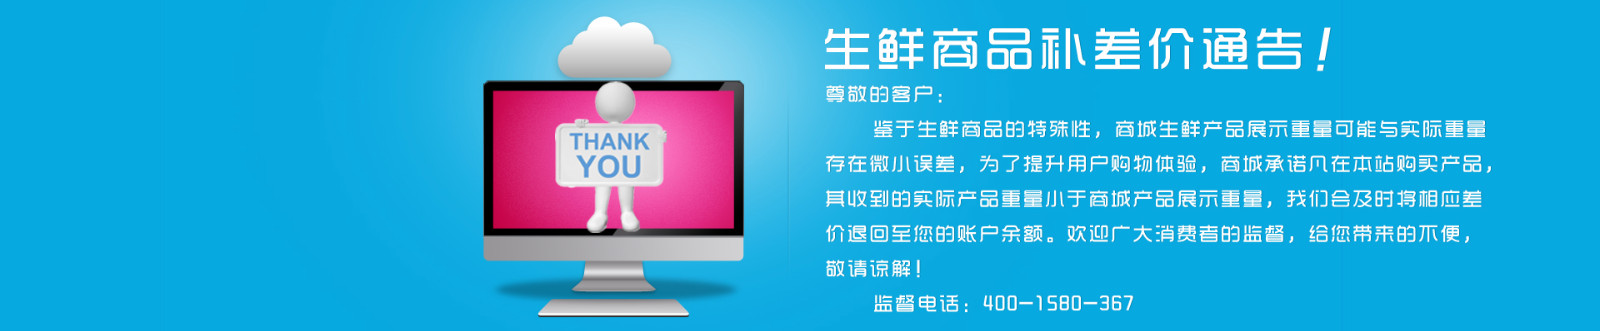 THANK
YOU
生鲜商品补差价通告！
尊敬的客户：
鉴于生鲜商品的特殊性，商城生鲜产品展示重量可能与实际重量
存在微小误差，为了提升用户购物体验，商城承诺凡在本站购买产品，
其收到的实际产品重量小于商城产品展示重量，我们会及时将相应差
价退回至您的账户余额。欢迎广大消费者的监督，给您带来的不便，
敬请谅解！
监督电话：400-1580-367